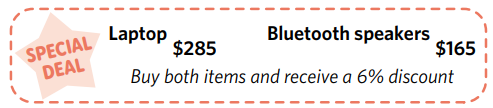 SPECIAL
DEAL
Laptop
$285
Bluetooth speakers
$165
Buy both items and receive a 6% discount